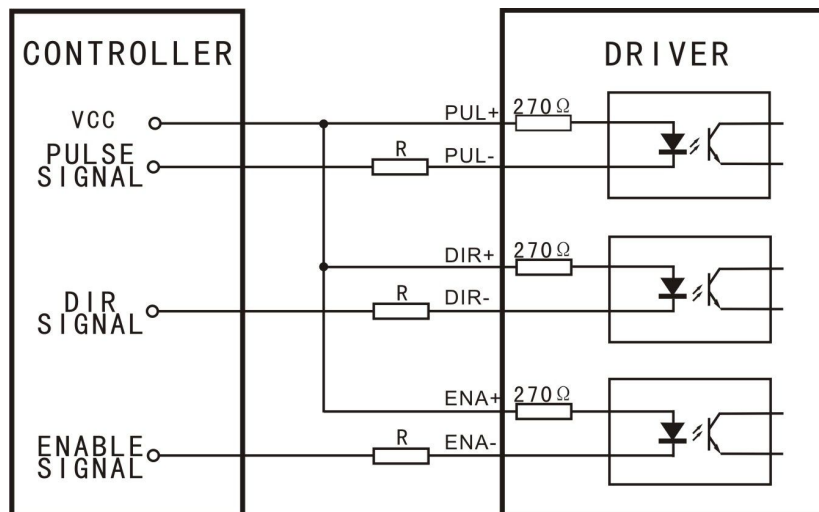 CONTROLLER
DRIVER
VCC
PUL+
270Ω
PULSE
SIGNAL
R
PUL-
DIR+
270Ω
DIR
SIGNAL
R
DIR-
ENA+
270Ω
ENABLE
SIGNAL
R
ENA-